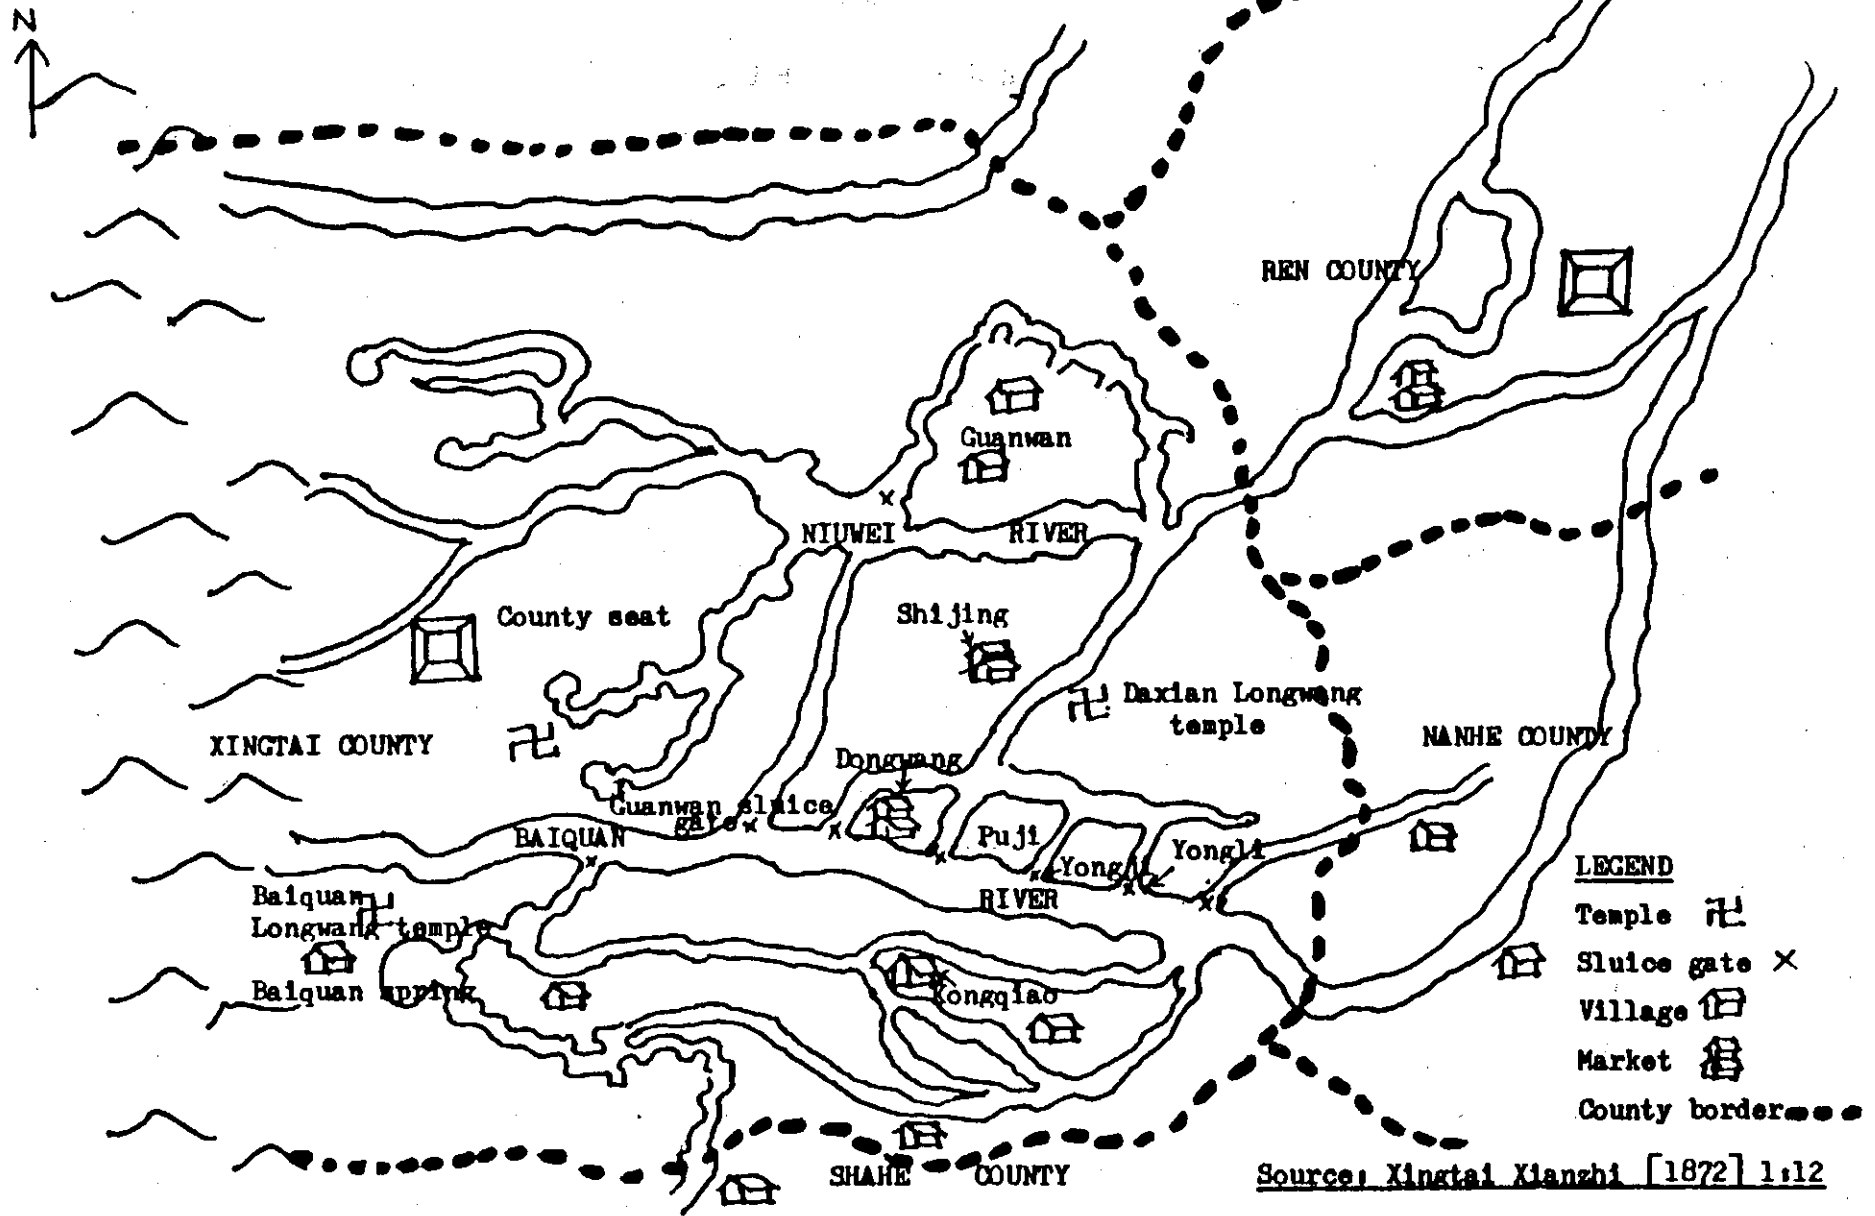 N
REN COUNTY
Guanwan
NIUWEI RIVER
County seat
Shijing
Daxian Longwang
temple
XINGTAI COUNTY
NANHE COUNTY
Dongwang
Guanwan sluice
gate
BAIQUAN
Puji
Yongji
Yongli
RIVER
Baiquan
Longwang temple
Baiquan spring
Kongqiao
LEGEND
Temple
Sluice gate
Village
Market
County border
SHAHE COUNTY
Source: Xingtai Xianzhi [1872] 1:12